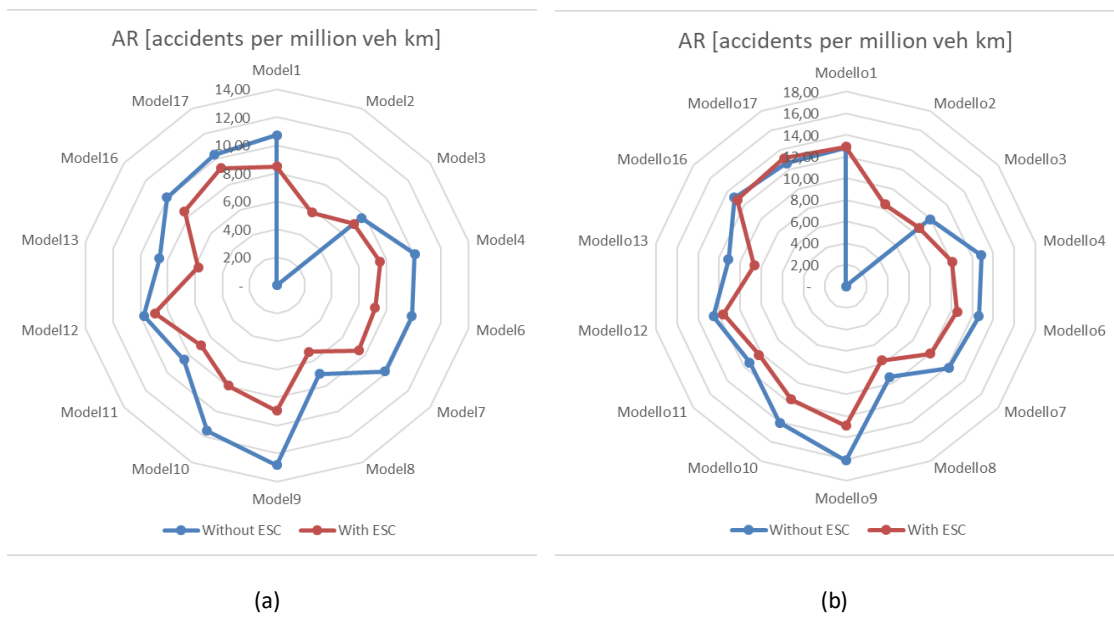 AR [accidents per million veh km]
Model1
Model2
Model3
Model4
Model6
Model7
Model8
Model9
Model10
Model11
Model12
Model13
Model16
Model17
14,00
12,00
10,00
8,00
6,00
4,00
2,00
-
Without ESC
With ESC
(a)
AR [accidents per million veh km]
Modello1
Modello2
Modello3
Modello4
Modello6
Modello7
Modello8
Modello9
Modello10
Modello11
Modello12
Modello13
Modello16
Modello17
18,00
16,00
14,00
12,00
10,00
8,00
6,00
4,00
2,00
-
Without ESC
With ESC
(b)